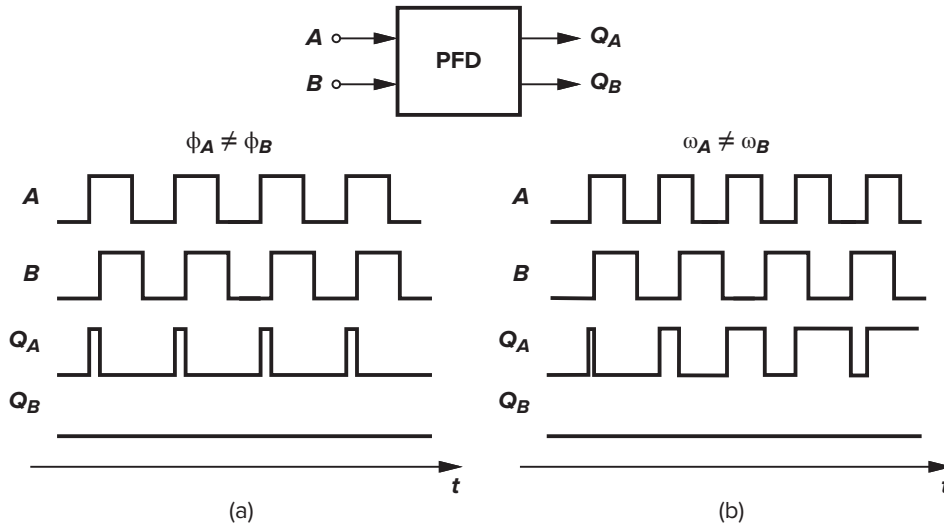 A PFD Q_A
B Q_B
ϕ_A ≠ ϕ_B ω_A ≠ ω_B
A A
B B
Q_A Q_A
Q_B Q_B
t t
(a) (b)